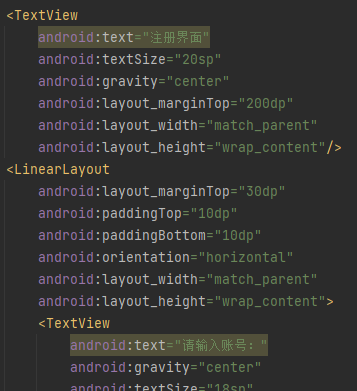 <TextView
android:text="注册界面"
android:textSize="20sp"
android:gravity="center"
android:layout_marginTop="200dp"
android:layout_width="match_parent"
android:layout_height="wrap_content"/>
<LinearLayout
android:layout_marginTop="30dp"
android:paddingTop="10dp"
android:paddingBottom="10dp"
android:orientation="horizontal"
android:layout_width="match_parent"
android:layout_height="wrap_content">
<TextView
android:text="请输入账号："
android:gravity="center"
android:textSize="18sp"